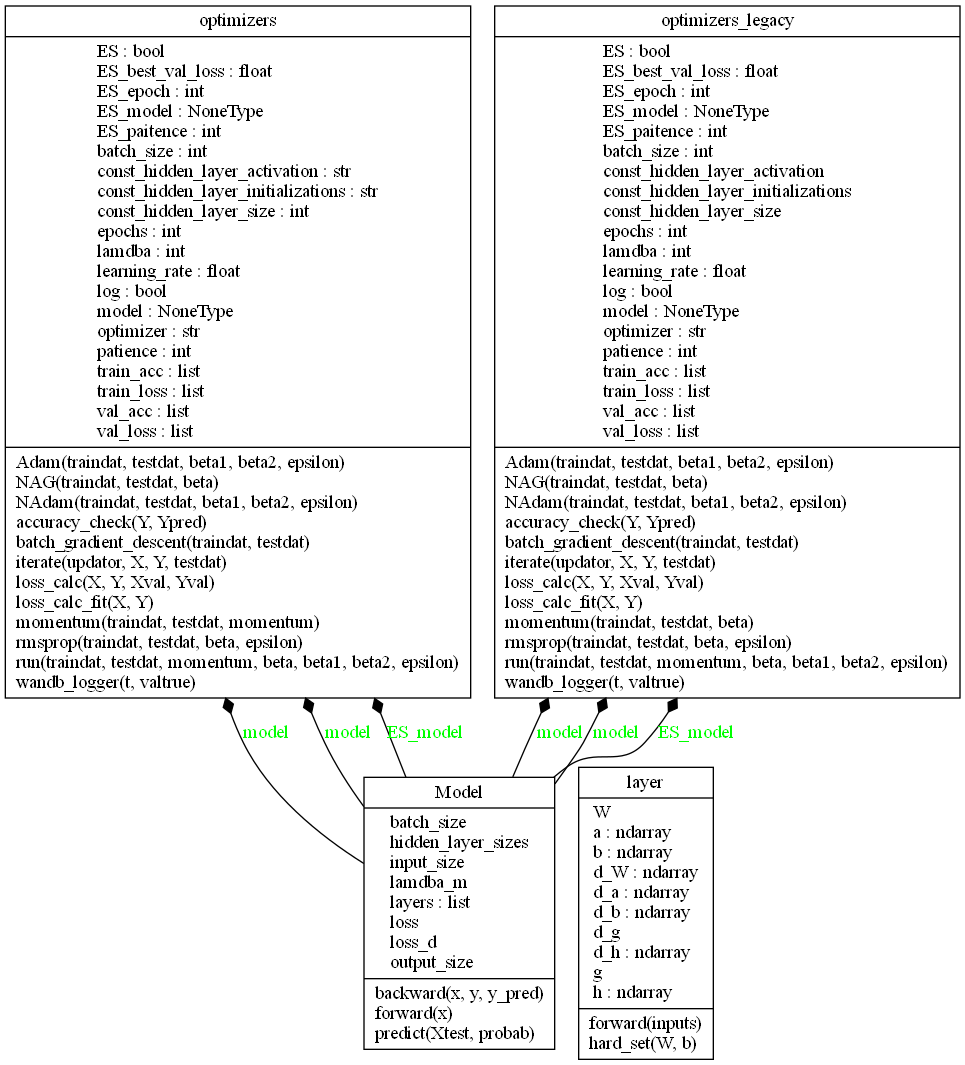 optimizers
ES : bool
ES_best_val_loss : float
ES_epoch : int
ES_model : NoneType
ES_paitence : int
batch_size : int
const_hidden_layer_activation : str
const_hidden_layer_initializations : str
const_hidden_layer_size : int
epochs : int
lamdba : int
learning_rate : float
log : bool
model : NoneType
optimizer : str
patience : int
train_acc : list
train_loss : list
val_acc : list
val_loss : list
Adam(traindat, testdat, beta1, beta2, epsilon)
NAG(traindat, testdat, beta)
NAdam(traindat, testdat, beta1, beta2, epsilon)
accuracy_check(Y, Ypred)
batch_gradient_descent(traindat, testdat)
iterate(updator, X, Y, testdat)
loss_calc(X, Y, Xval, Yval)
loss_calc_fit(X, Y)
momentum(traindat, testdat, momentum)
rmsprop(traindat, testdat, beta, epsilon)
run(traindat, testdat, momentum, beta, beta1, beta2, epsilon)
wandb_logger(t, valtrue)
optimizers_legacy
ES : bool
ES_best_val_loss : float
ES_epoch : int
ES_model : NoneType
ES_paitence : int
batch_size : int
const_hidden_layer_activation
const_hidden_layer_initializations
const_hidden_layer_size
epochs : int
lamdba : int
learning_rate : float
log : bool
model : NoneType
optimizer : str
patience : int
train_acc : list
train_loss : list
val_acc : list
val_loss : list
Adam(traindat, testdat, beta1, beta2, epsilon)
NAG(traindat, testdat, beta)
NAdam(traindat, testdat, beta1, beta2, epsilon)
accuracy_check(Y, Ypred)
batch_gradient_descent(traindat, testdat)
iterate(updator, X, Y, testdat)
loss_calc(X, Y, Xval, Yval)
loss_calc_fit(X, Y)
momentum(traindat, testdat, beta)
rmsprop(traindat, testdat, beta, epsilon)
run(traindat, testdat, momentum, beta, beta1, beta2, epsilon)
wandb_logger(t, valtrue)
model
model
ES_model
model
model
ES_model
Model
batch_size
hidden_layer_sizes
input_size
lamdba_m
layers : list
loss
loss_d
output_size
backward(x, y, y_pred)
forward(x)
predict(Xtest, probab)
layer
W
a : ndarray
b : ndarray
d_W : ndarray
d_a : ndarray
d_b : ndarray
d_g
d_h : ndarray
g
h : ndarray
forward(inputs)
hard_set(W, b)